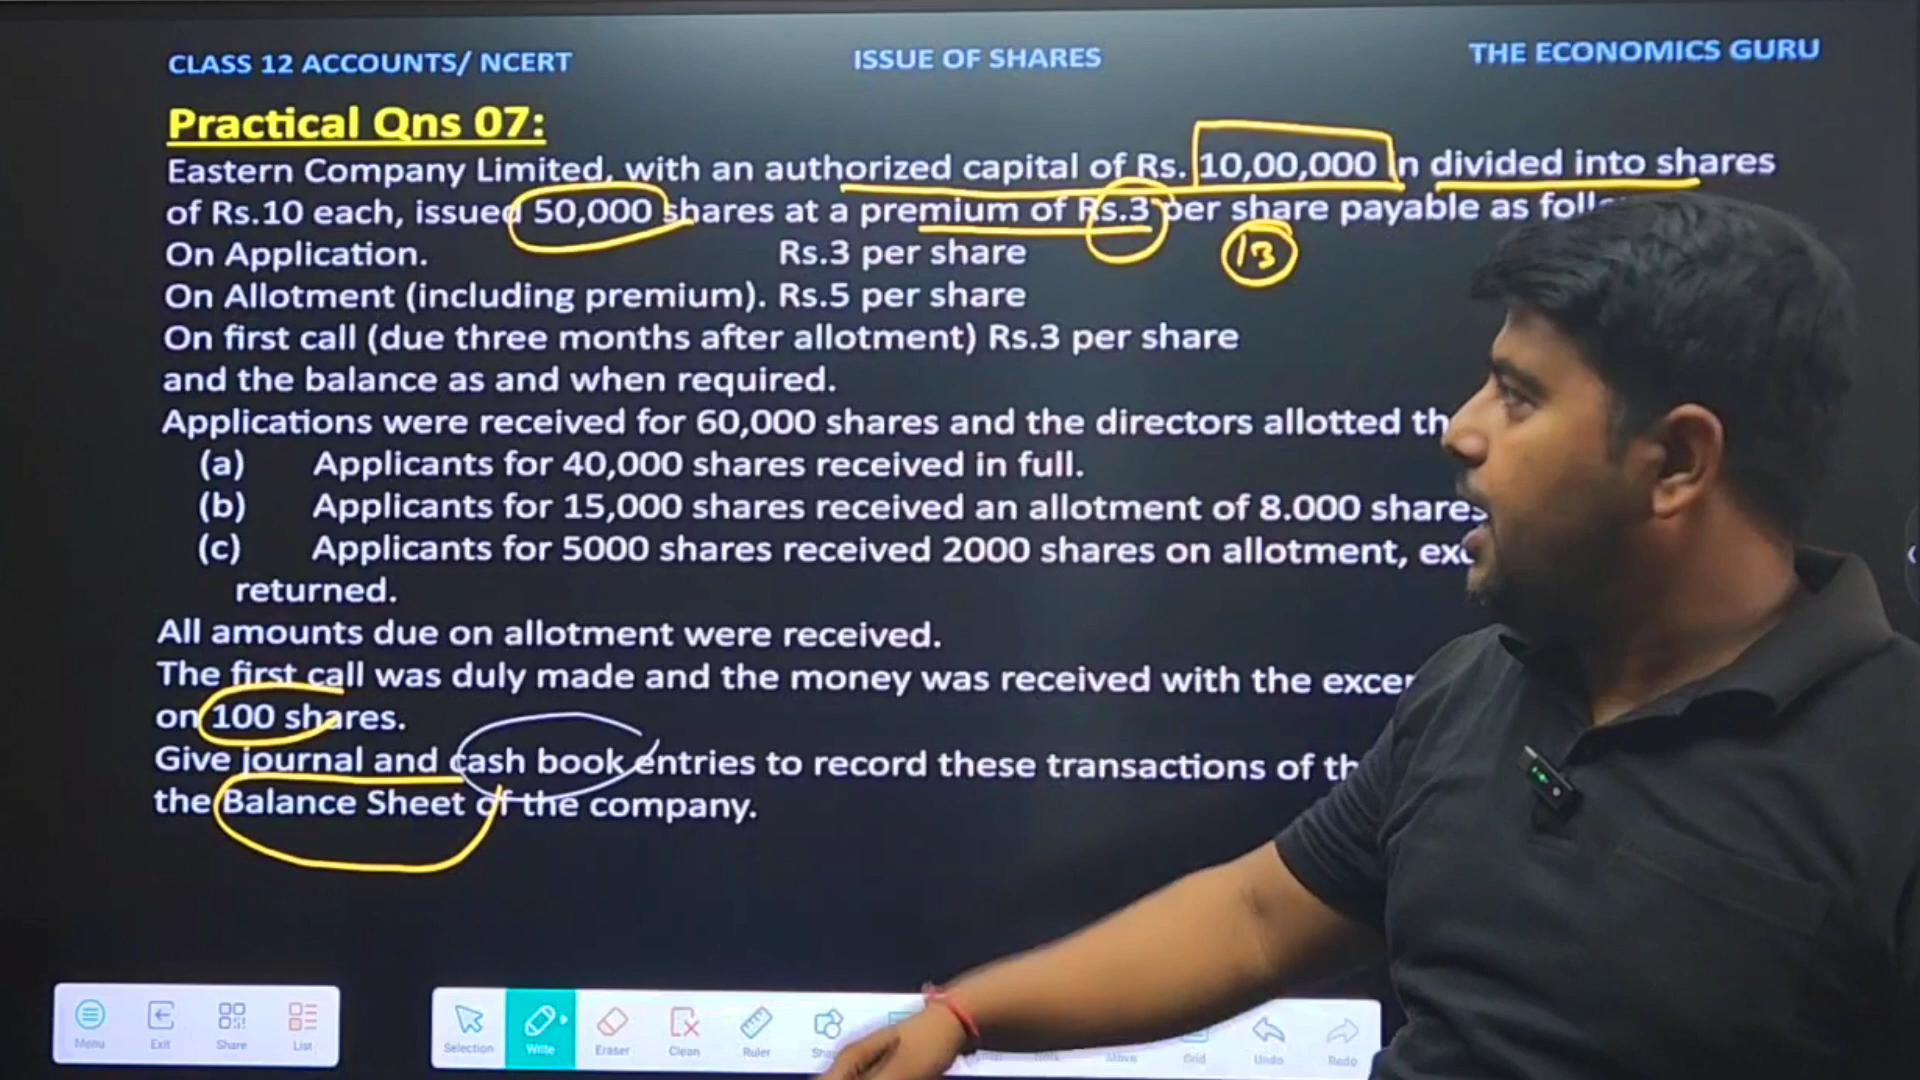 CLASS 12 ACCOUNTS/ NCERT ISSUE OF SHARES THE ECONOMICS GURU
Practical Qns 07:
Eastern Company Limited, with an authorized capital of Rs. 10,00,000 in divided into shares
of Rs.10 each, issued 50,000 shares at a premium of Rs.3 per share payable as
On Application. Rs.3 per share
13
On Allotment (including premium). Rs.5 per share
On first call (due three months after allotment) Rs.3 per share
and the balance as and when required.
Applications were received for 60,000 shares and the directors allotted
(a) Applicants for 40,000 shares received in full.
(b) Applicants for 15,000 shares received an allotment of 8.000 shares
(c) Applicants for 5000 shares received 2000 shares on allotment,
returned.
All amounts due on allotment were received.
The first call was duly made and the money was received with the
on 100 shares.
Give journal and cash book entries to record these transactions of
the Balance Sheet of the company.
Menu Exit Share List Selection Write Eraser Clean Ruler Move Grid Undo Redo